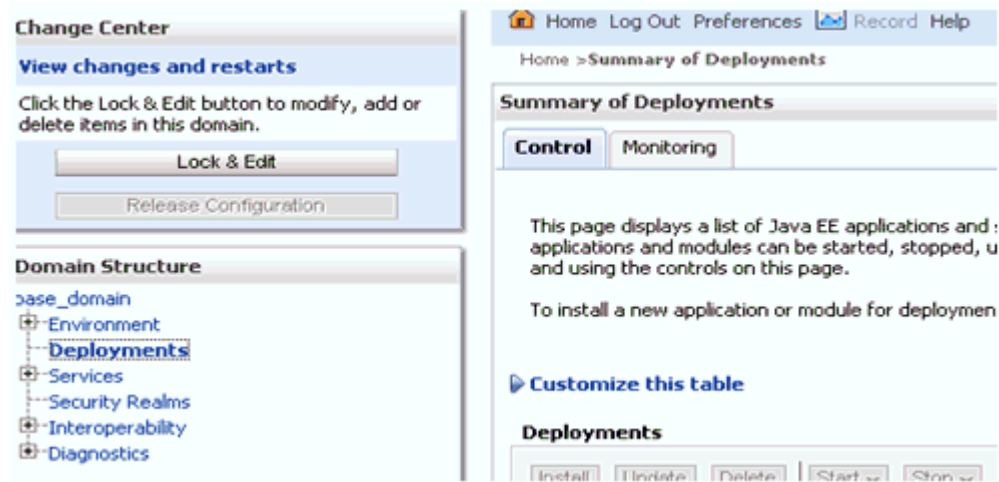 Change Center
View changes and restarts
Click the Lock & Edit button to modify, add or
delete items in this domain.
Lock & Edit
Release Configuration
Domain Structure
base_domain
Environment
Deployments
Services
Security Realms
Interoperability
Diagnostics
Home Log Out Preferences Record Help
Home >Summary of Deployments
Summary of Deployments
Control Monitoring
This page displays a list of Java EE applications and
applications and modules can be started, stopped,
and using the controls on this page.
To install a new application or module for
Customize this table
Deployments
Install Update Delete Start Stop